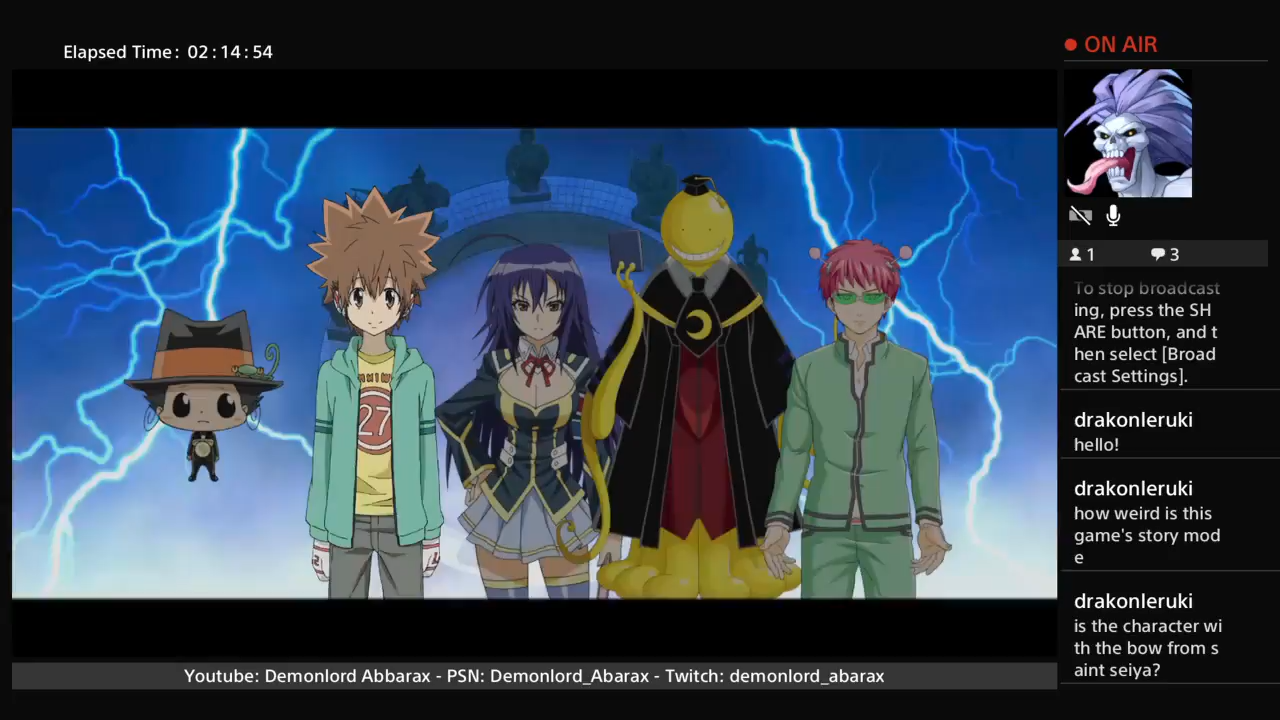 Elapsed Time: 02:14:54
ON AIR
1
3
To stop broadcast
ing, press the SH
ARE button, and t
hen select [Broad
cast Settings].
drakonleruki
hello!
drakonleruki
how weird is this
game's story mod
e
drakonleruki
is the character wi
th the bow from s
aint seiya?
27
Youtube: Demonlord Abbarax - PSN: Demonlord_Abarax - Twitch: demonlord_abarax